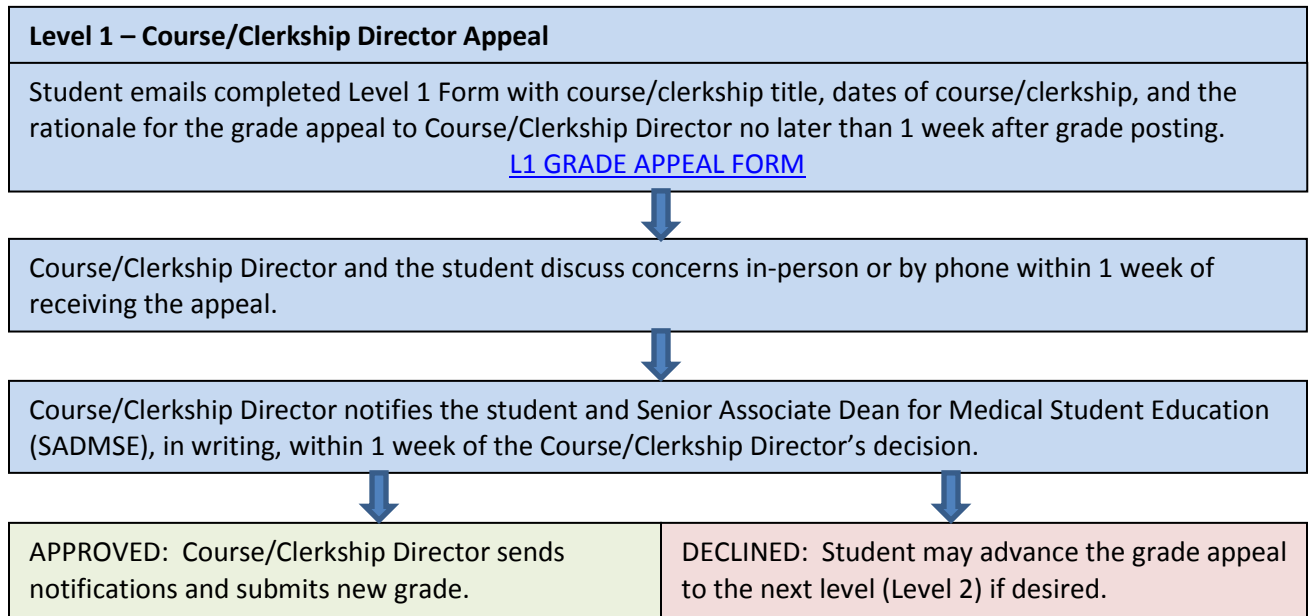 Level 1 – Course/Clerkship Director Appeal
Student emails completed Level 1 Form with course/clerkship title, dates of course/clerkship, and the
rationale for the grade appeal to Course/Clerkship Director no later than 1 week after grade posting.
L1 GRADE APPEAL FORM
Course/Clerkship Director and the student discuss concerns in-person or by phone within 1 week of
receiving the appeal.
Course/Clerkship Director notifies the student and Senior Associate Dean for Medical Student Education
(SADMSE), in writing, within 1 week of the Course/Clerkship Director’s decision.
APPROVED:  Course/Clerkship Director sends
notifications and submits new grade.
DECLINED:  Student may advance the grade appeal
to the next level (Level 2) if desired.